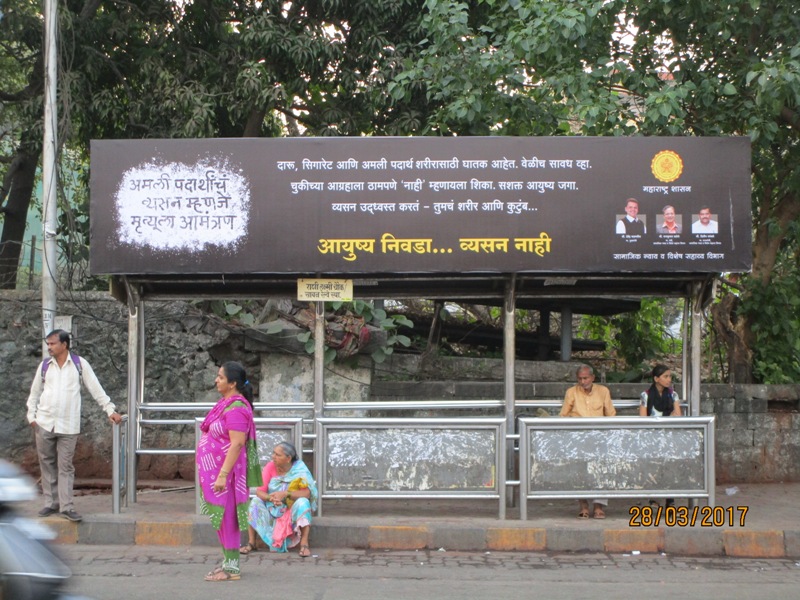 अमली पदार्थांचं
व्यसन म्हणजे
मृत्यूला आमंत्रण
दारू, सिगारेट आणि अमली पदार्थ शरीरासाठी घातक आहेत. वेळीच सावध व्हा.
चुकीच्या आग्रहाला ठामपणे 'नाही' म्हणायला शिका. सशक्त आयुष्य जगा.
व्यसन उद्ध्वस्त करतं – तुमचं शरीर आणि कुटुंब...
आयुष्य निवडा... व्यसन नाही
महाराष्ट्र शासन
सामाजिक न्याय व विशेष सहाय्य विभाग
28/03/2017